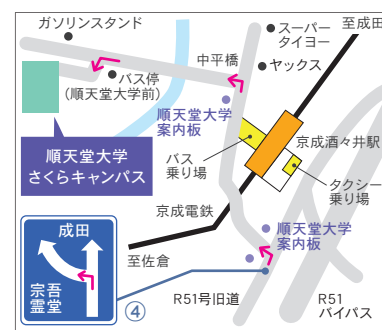 ガソリンスタンド
スーパー
タイヨー
至成田
中平橋
ヤックス
バス停
(順天堂大学前)
順天堂大学
案内板
順天堂大学
さくらキャンパス
バス
乗り場
京成酒々井駅
タクシー
乗り場
京成電鉄
順天堂大学
案内板
至佐倉
成田
宗吾
霊堂
④
R51号旧道
R51
バイパス